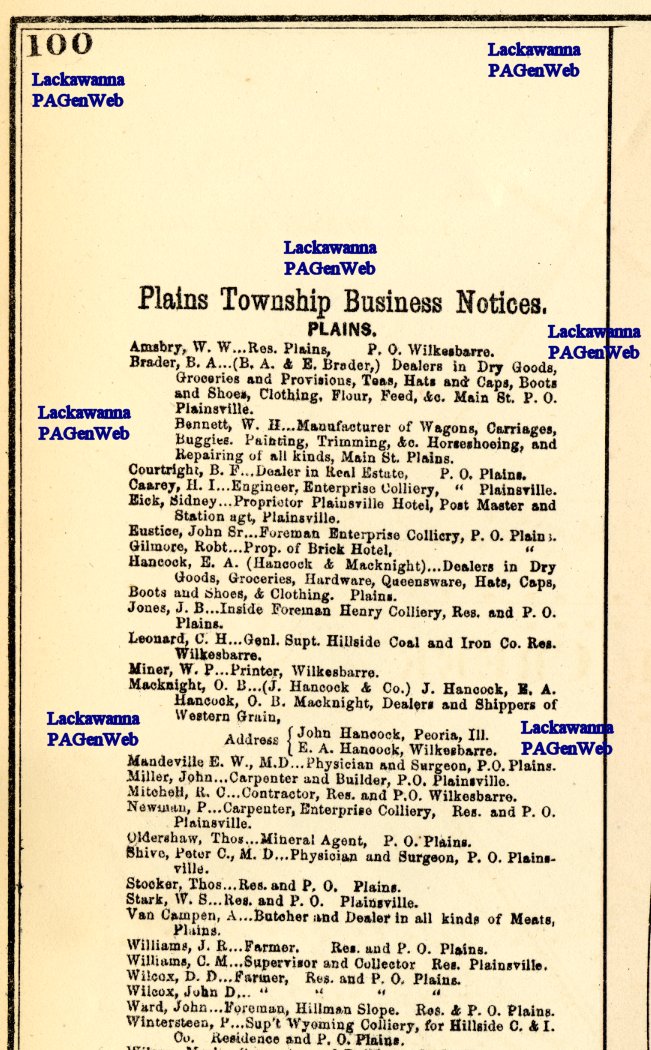 100
Lackawanna
PAGenWeb
Lackawanna
PAGenWeb
Lackawanna
PAGenWeb
Plains Township Business Notices.
PLAINS.
Lackawanna
PAGenWeb
Amsbry, W. W...Res. Plains, P. O. Wilkesbarre.
Brader, B. A...(B. A. & E. Brader,) Dealers in Dry Goods,
Groceries and Provisions, Teas, Hats and Caps, Boots
and Shoes, Clothing, Flour, Feed, &c. Main St. P. O.
Plainsville.
Lackawanna
PAGenWeb
Bennett, W. H...Manufacturer of Wagons, Carriages,
Buggies. Painting, Trimming, &c. Horseshoeing, and
Repairing of all kinds, Main St. Plains.
Courtright, B. F...Dealer in Real Estate, P. O. Plains.
Caarey, H. I...Engineer, Enterprise Colliery, " Plainsville.
Eick, Sidney...Proprietor Plainsville Hotel, Post Master and
Station agt, Plainsville.
Eustice, John Sr...Foreman Enterprise Colliery, P. O. Plains.
Gilmore, Robt...Prop. of Brick Hotel, "
Hancock, E. A. (Hancock & Macknight)...Dealers in Dry
Goods, Groceries, Hardware, Queensware, Hats, Caps,
Boots and Shoes, & Clothing. Plains.
Jones, J. B...Inside Foreman Henry Colliery, Res. and P. O.
Plains.
Leonard, C. H...Genl. Supt. Hillside Coal and Iron Co. Res.
Wilkesbarre.
Miner, W. P...Printer, Wilkesbarre.
Macknight, O. B...(J. Hancock & Co.) J. Hancock, E. A.
Hancock, O. B. Macknight, Dealers and Shippers of
Western Grain,
Lackawanna
PAGenWeb
Address { John Hancock, Peoria, Ill.
E. A. Hancock, Wilkesbarre.
Lackawanna
PAGenWeb
Mandeville E. W., M.D...Physician and Surgeon, P.O. Plains.
Miller, John...Carpenter and Builder, P.O. Plainsville.
Mitchell, R. C...Contractor, Res. and P.O. Wilkesbarre.
Newman, P...Carpenter, Enterprise Colliery, Res. and P. O.
Plainsville.
Oldershaw, Thos...Mineral Agent, P. O. Plains.
Shive, Peter C., M. D...Physician and Surgeon, P. O. Plains-
ville.
Stocker, Thos...Res. and P. O. Plains.
Stark, W. S...Res. and P. O. Plainsville.
Van Campen, A...Butcher and Dealer in all kinds of Meats,
Plains.
Williams, J. R...Farmer. Res. and P. O. Plains.
Williams, C. M...Supervisor and Collector Res. Plainsville.
Wilcox, D. D...Farmer, Res. and P. O. Plains.
Wilcox, John D... " " " "
Ward, John...Foreman, Hillman Slope. Res. & P. O. Plains.
Wintersteen, P...Sup't Wyoming Colliery, for Hillside C. & I.
Co. Residence and P. O. Plains.